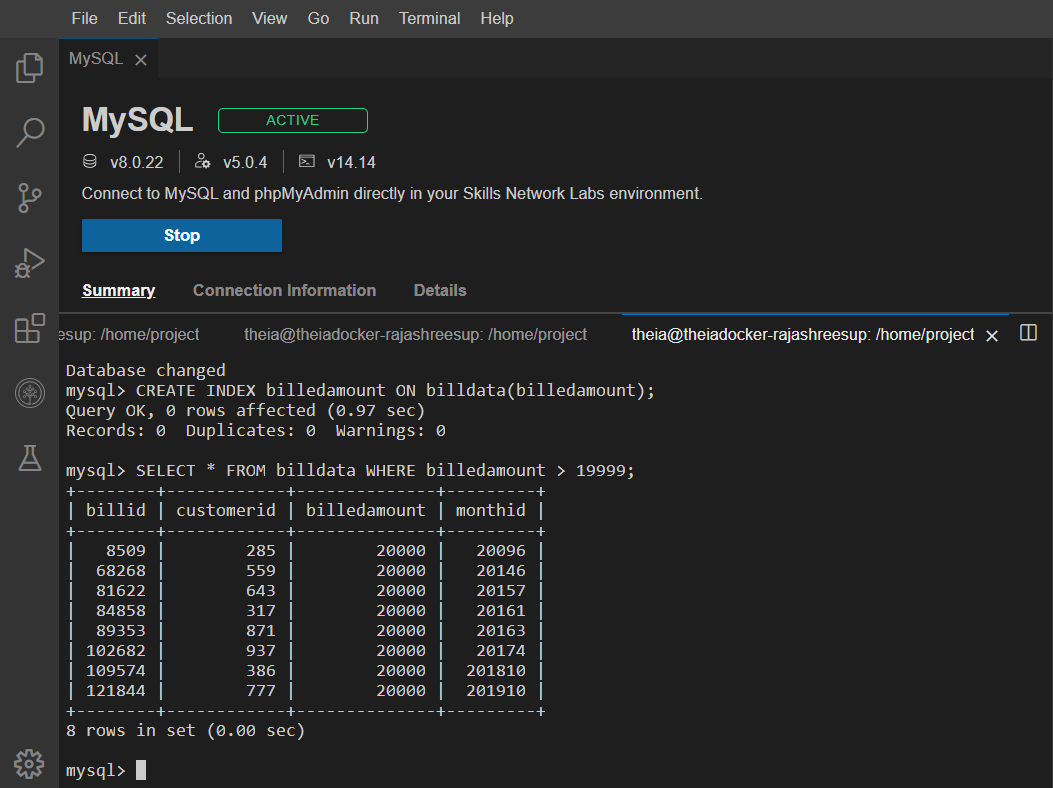 File Edit Selection View Go Run Terminal Help
MySQL
MySQL ACTIVE
v8.0.22 v5.0.4 v14.14
Connect to MySQL and phpMyAdmin directly in your Skills Network Labs environment.
Stop
Summary Connection Information Details
esup: /home/project theia@theiadocker-rajashreesup: /home/project theia@theiadocker-rajashreesup: /home/project
Database changed
mysql> CREATE INDEX billedamount ON billdata(billedamount);
Query OK, 0 rows affected (0.97 sec)
Records: 0  Duplicates: 0  Warnings: 0
mysql> SELECT * FROM billdata WHERE billedamount > 19999;
+--------+------------+--------------+---------+
| billid | customerid | billedamount | monthid |
+--------+------------+--------------+---------+
|   8509 |        285 |        20000 |   20096 |
|  68268 |        559 |        20000 |   20146 |
|  81622 |        643 |        20000 |   20157 |
|  84858 |        317 |        20000 |   20161 |
|  89353 |        871 |        20000 |   20163 |
| 102682 |        937 |        20000 |   20174 |
| 109574 |        386 |        20000 |  201810 |
| 121844 |        777 |        20000 |  201910 |
+--------+------------+--------------+---------+
8 rows in set (0.00 sec)
mysql>